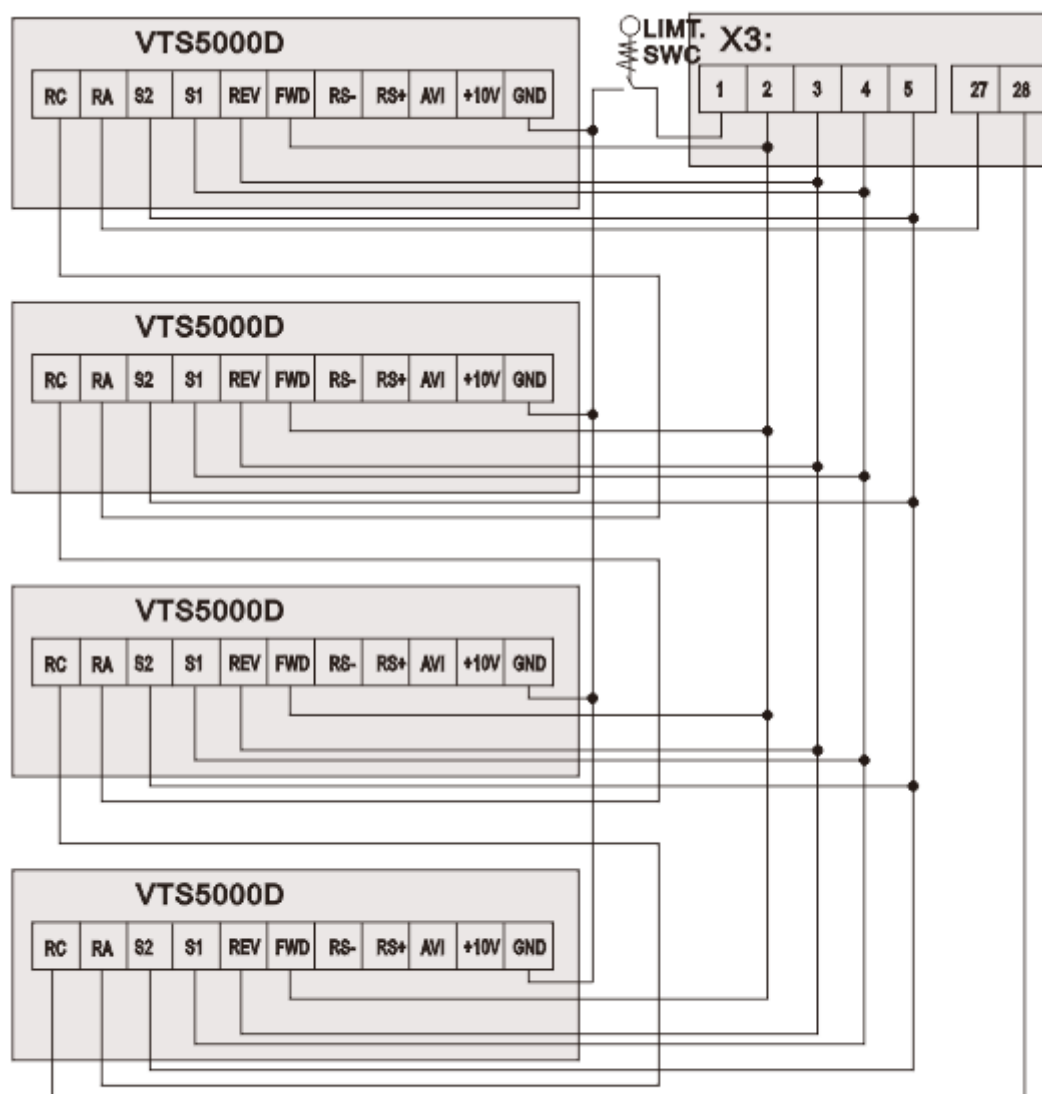 VTS5000D
RC RA S2 S1 REV FWD RS- RS+ AVI +10V GND
LIMT.
SWC
X3:
1 2 3 4 5 27 28
VTS5000D
RC RA S2 S1 REV FWD RS- RS+ AVI +10V GND
VTS5000D
RC RA S2 S1 REV FWD RS- RS+ AVI +10V GND
VTS5000D
RC RA S2 S1 REV FWD RS- RS+ AVI +10V GND